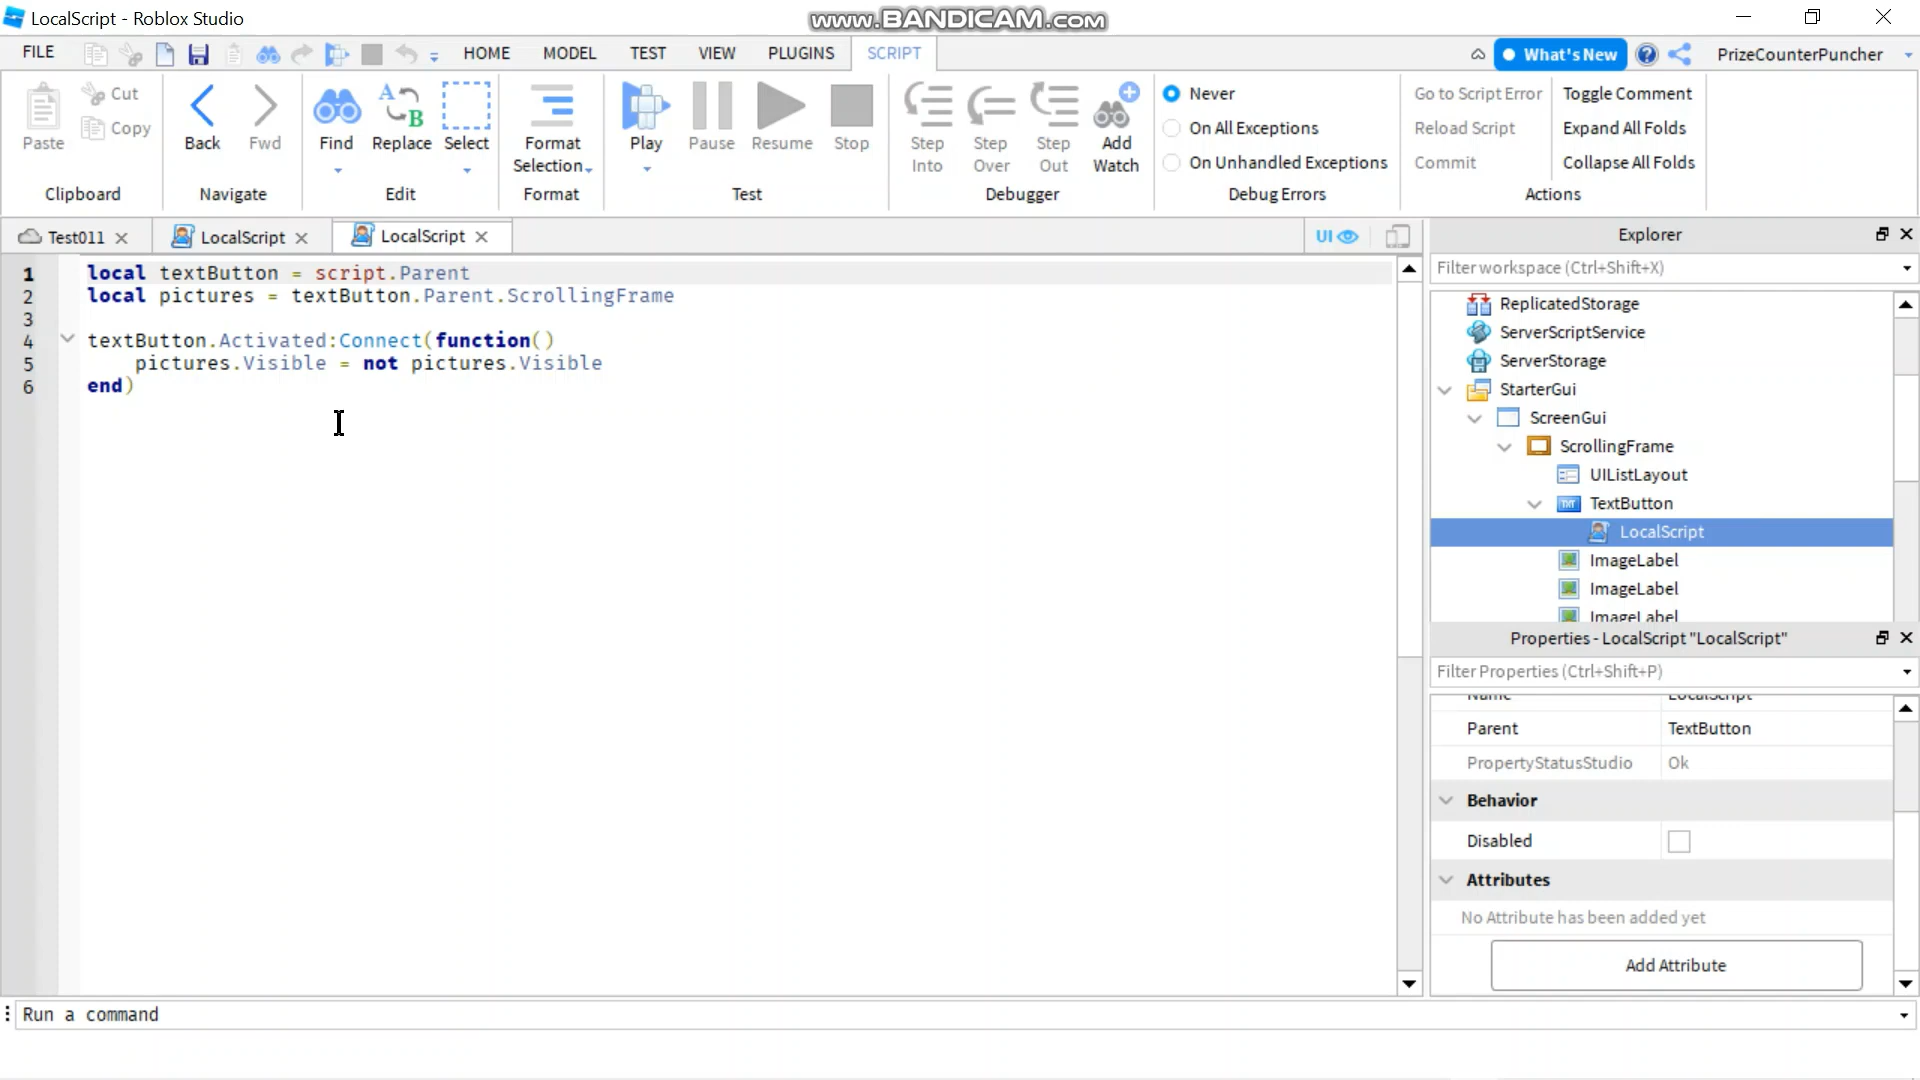 LocalScript - Roblox Studio
www.BANDICAM.com
FILE
HOME
MODEL
TEST
VIEW
PLUGINS
SCRIPT
What's New
PrizeCounterPuncher
Paste
Cut
Copy
Clipboard
Back
Fwd
Navigate
Find
Replace
Select
Edit
Format
Selection
Format
Play
Pause
Resume
Stop
Test
Step
Into
Step
Over
Step
Out
Add
Watch
Debugger
Never
On All Exceptions
On Unhandled Exceptions
Debug Errors
Go to Script Error
Reload Script
Commit
Toggle Comment
Expand All Folds
Collapse All Folds
Actions
Test011
LocalScript
LocalScript
UI
1 local textButton = script.Parent
2 local pictures = textButton.Parent.ScrollingFrame
3
4 textButton.Activated:Connect(function()
5 pictures.Visible = not pictures.Visible
6 end)
Explorer
Filter workspace (Ctrl+Shift+X)
ReplicatedStorage
ServerScriptService
ServerStorage
StarterGui
ScreenGui
ScrollingFrame
UIListLayout
TextButton
LocalScript
ImageLabel
ImageLabel
ImageLabel
Properties - LocalScript "LocalScript"
Filter Properties (Ctrl+Shift+P)
Name LocalScript
Parent TextButton
PropertyStatusStudio Ok
Behavior
Disabled
Attributes
No Attribute has been added yet
Add Attribute
Run a command